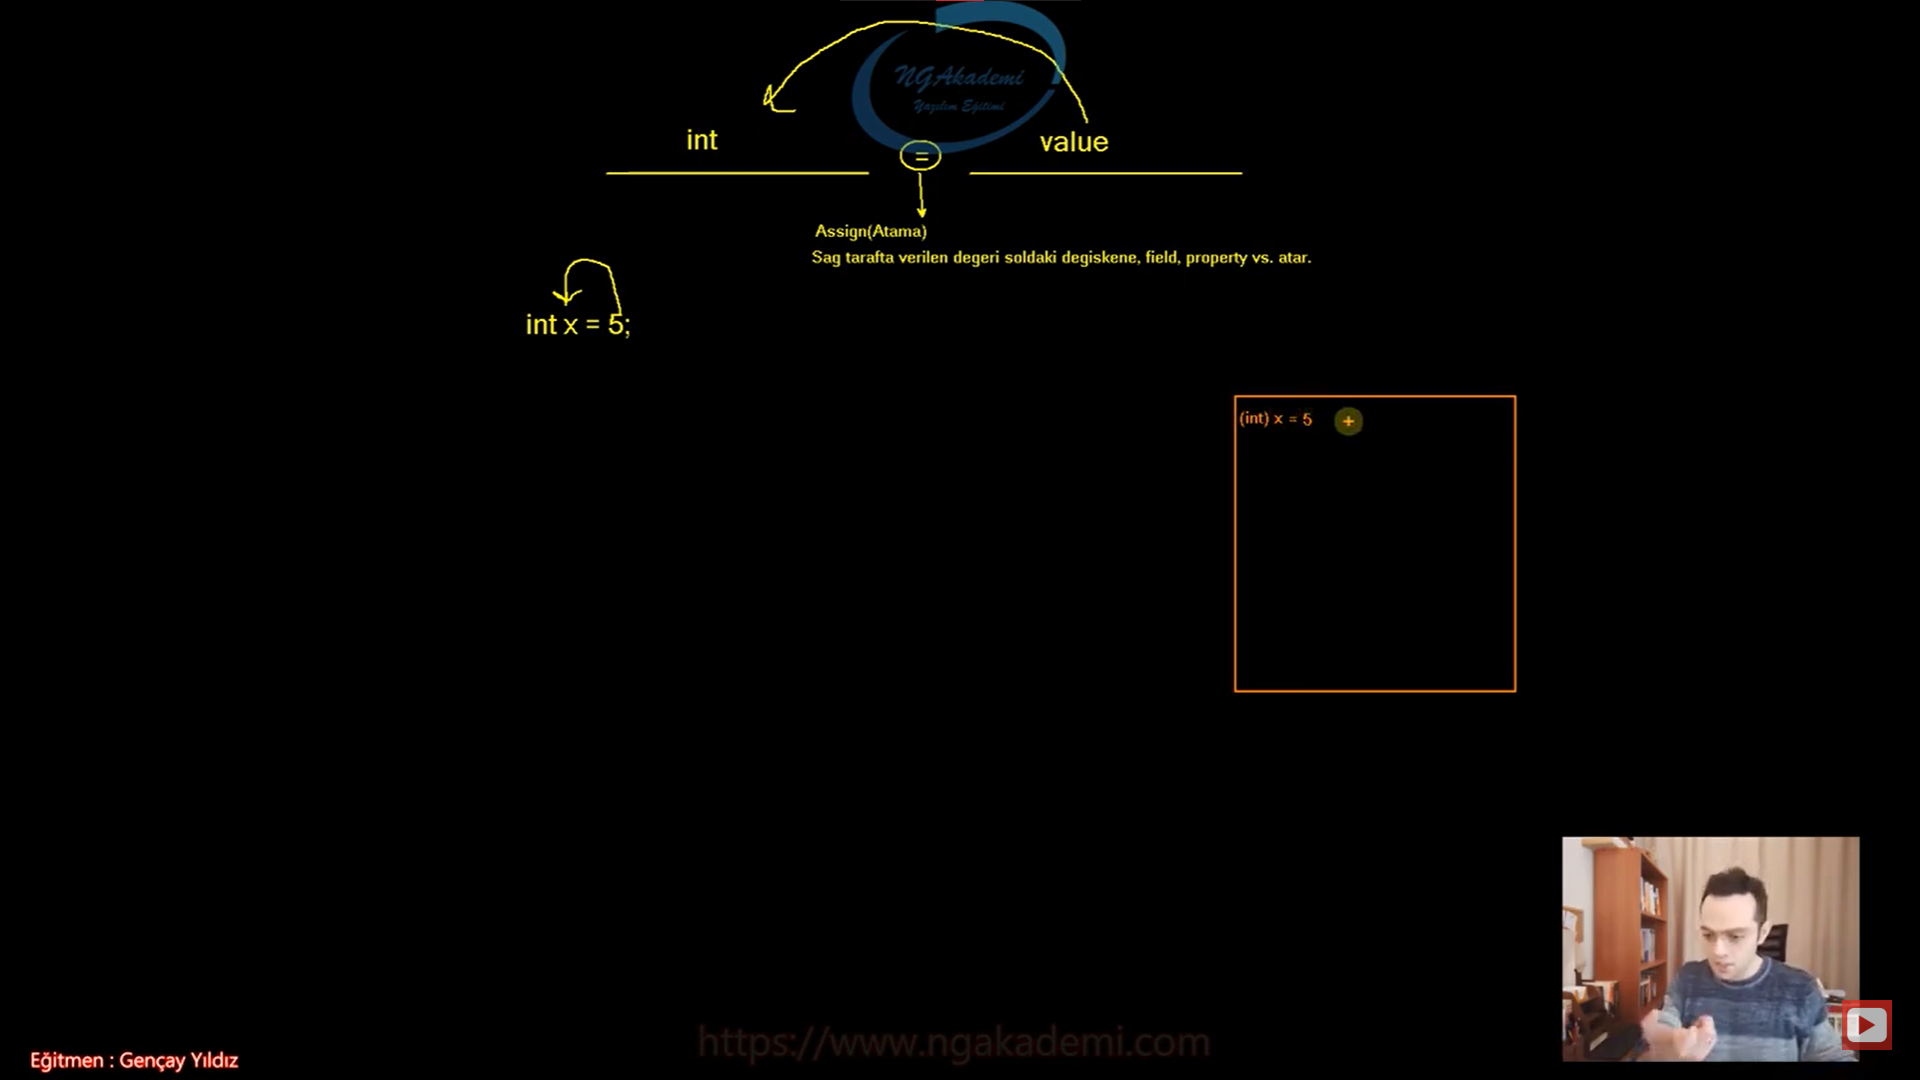 NGAkademi
Yazılım Eğitimi
int = value
Assign(Atama)
Sag tarafta verilen degeri soldaki degiskene, field, property vs. atar.
int x = 5;
(int) x = 5
https://www.ngakademi.com
Eğitmen : Gençay Yıldız